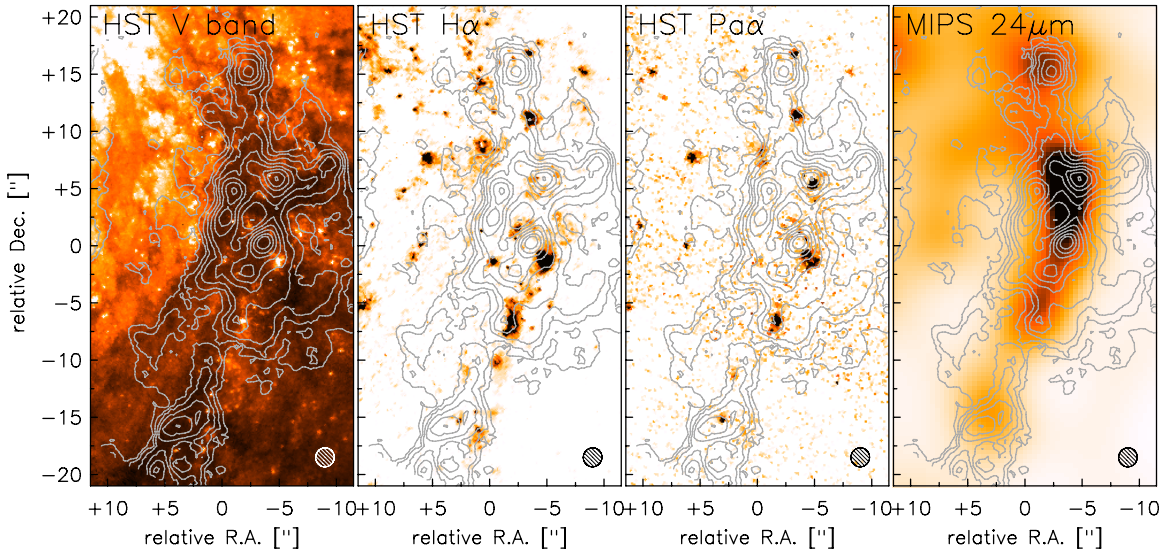 HST V band HST Hα HST Paα MIPS 24μm
+20
+15
+10
+5
0
−5
−10
−15
−20
relative Dec. ["]
+10 +5 0 −5 −10 +10 +5 0 −5 −10 +10 +5 0 −5 −10 +10 +5 0 −5 −10
relative R.A. ["] relative R.A. ["] relative R.A. ["] relative R.A. ["]